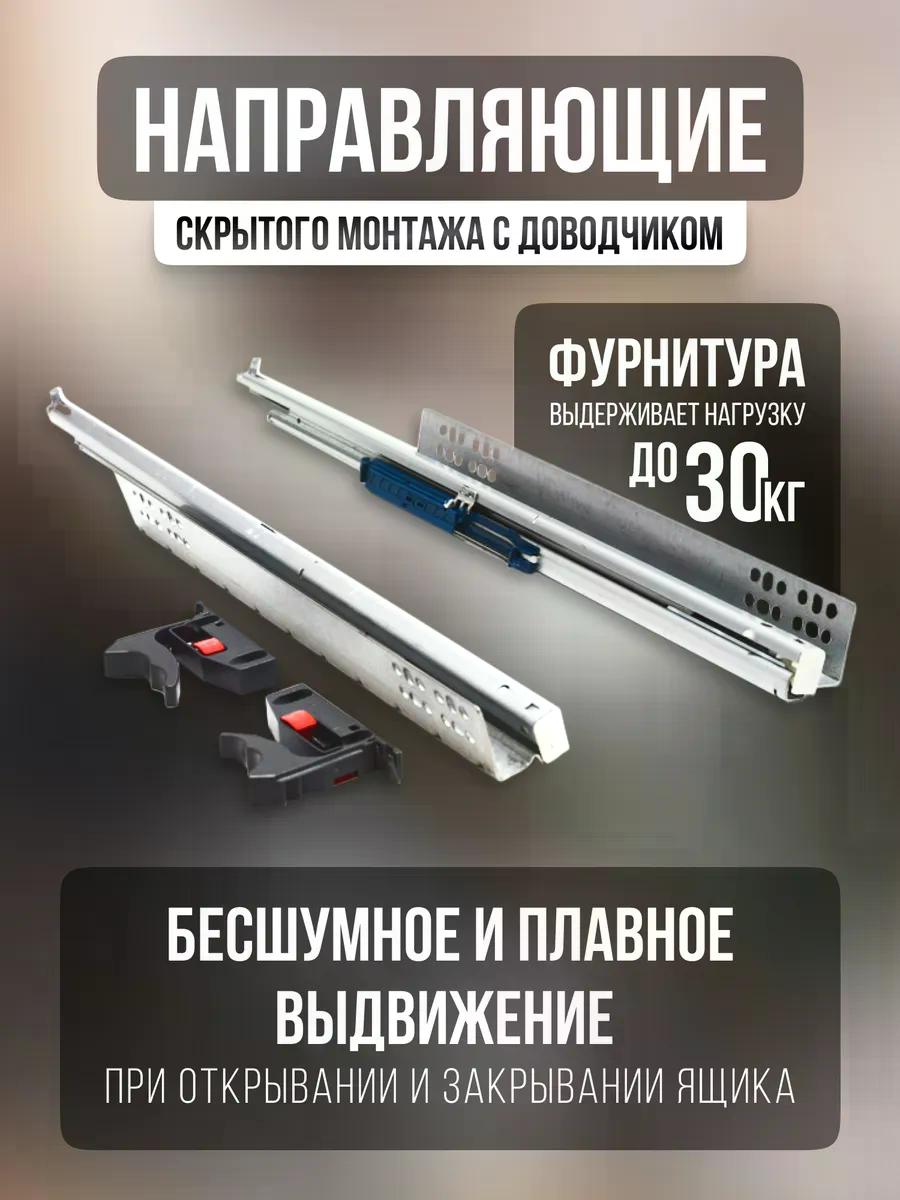 НАПРАВЛЯЮЩИЕ
СКРЫТОГО МОНТАЖА С ДОВОДЧИКОМ
ФУРНИТУРА
ВЫДЕРЖИВАЕТ НАГРУЗКУ
ДО 30КГ
БЕСШУМНОЕ И ПЛАВНОЕ
ВЫДВИЖЕНИЕ
ПРИ ОТКРЫВАНИИ И ЗАКРЫВАНИИ ЯЩИКА